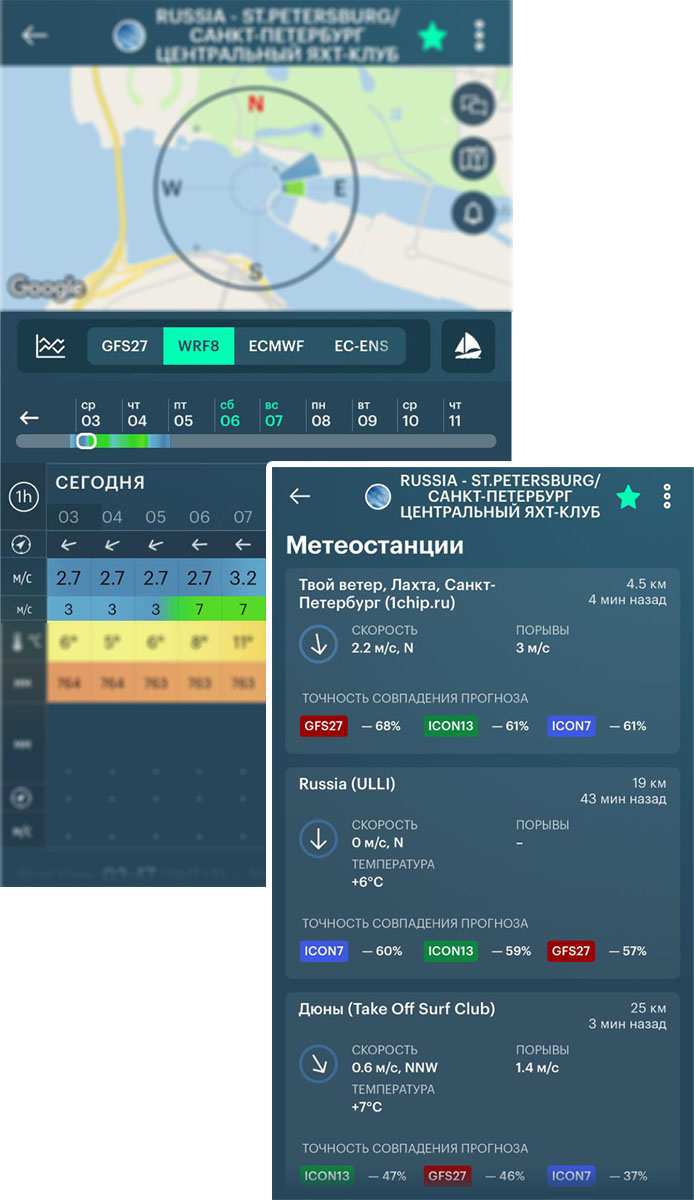 RUSSIA - ST.PETERSBURG/
САНКТ-ПЕТЕРБУРГ
ЦЕНТРАЛЬНЫЙ ЯХТ-КЛУБ
N
W
E
S
Google
GFS27 WRF8 ECMWF EC-ENS
ср чт пт сб вс пн вт ср чт
03 04 05 06 07 08 09 10 11
1h
СЕГОДНЯ
03 04 05 06 07
м/с 2.7 2.7 2.7 2.7 3.2
м/с 3 3 3 7 7
°C 6° 5° 6° 8° 11°
мм 764 764 763 763 763
мм
м/с
RUSSIA - ST.PETERSBURG/
САНКТ-ПЕТЕРБУРГ
ЦЕНТРАЛЬНЫЙ ЯХТ-КЛУБ
Метеостанции
Твой ветер, Лахта, Санкт-
Петербург (1chip.ru)
4.5 км
4 мин назад
СКОРОСТЬ ПОРЫВЫ
2.2 м/с, N 3 м/с
ТОЧНОСТЬ СОВПАДЕНИЯ ПРОГНОЗА
GFS27 — 68% ICON13 — 61% ICON7 — 61%
Russia (ULLI)
19 км
43 мин назад
СКОРОСТЬ ПОРЫВЫ
0 м/с, N –
ТЕМПЕРАТУРА
+6°C
ТОЧНОСТЬ СОВПАДЕНИЯ ПРОГНОЗА
ICON7 — 60% ICON13 — 59% GFS27 — 57%
Дюны (Take Off Surf Club)
25 км
3 мин назад
СКОРОСТЬ ПОРЫВЫ
0.6 м/с, NNW 1.4 м/с
ТЕМПЕРАТУРА
+7°C
ТОЧНОСТЬ СОВПАДЕНИЯ ПРОГНОЗА
ICON13 — 47% GFS27 — 46% ICON7 — 37%